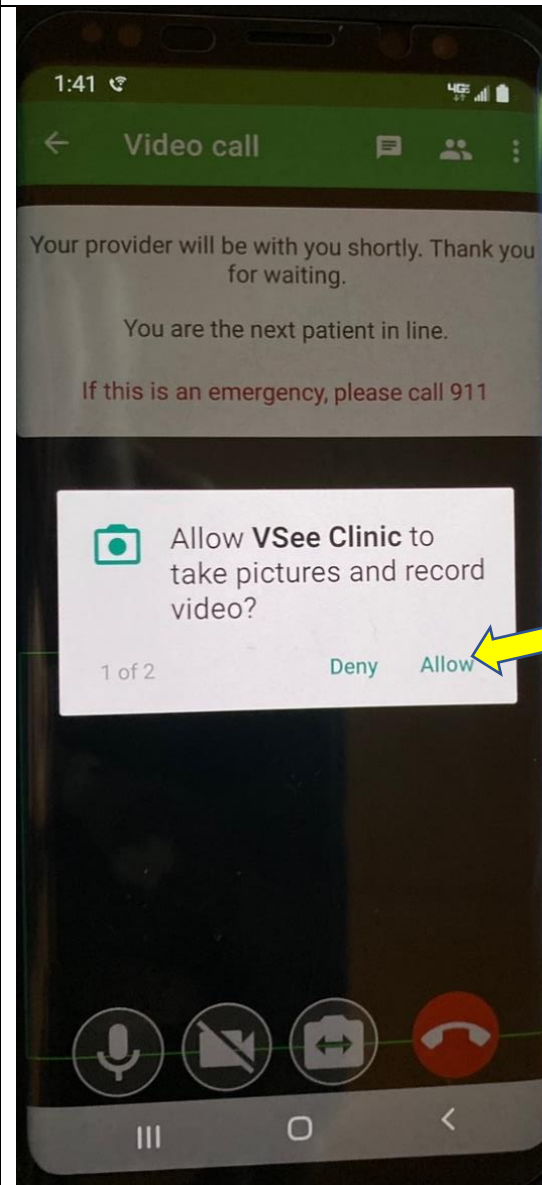 1:41 4GE
Video call
Your provider will be with you shortly. Thank you
for waiting.
You are the next patient in line.
If this is an emergency, please call 911
Allow VSee Clinic to
take pictures and record
video?
1 of 2 Deny Allow